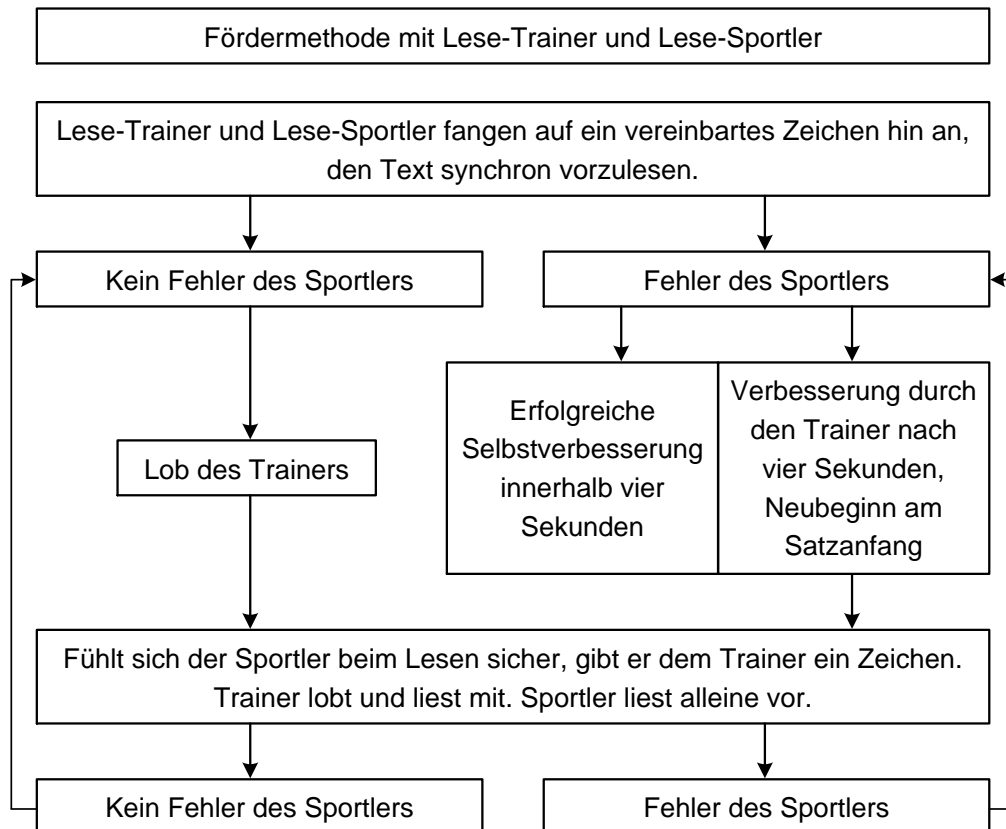 Fördermethode mit Lese-Trainer und Lese-Sportler
Lese-Trainer und Lese-Sportler fangen auf ein vereinbartes Zeichen hin an,
den Text synchron vorzulesen.
Kein Fehler des Sportlers
Fehler des Sportlers
Lob des Trainers
Erfolgreiche
Selbstverbesserung
innerhalb vier
Sekunden
Verbesserung durch
den Trainer nach
vier Sekunden,
Neubeginn am
Satzanfang
Fühlt sich der Sportler beim Lesen sicher, gibt er dem Trainer ein Zeichen.
Trainer lobt und liest mit. Sportler liest alleine vor.
Kein Fehler des Sportlers
Fehler des Sportlers